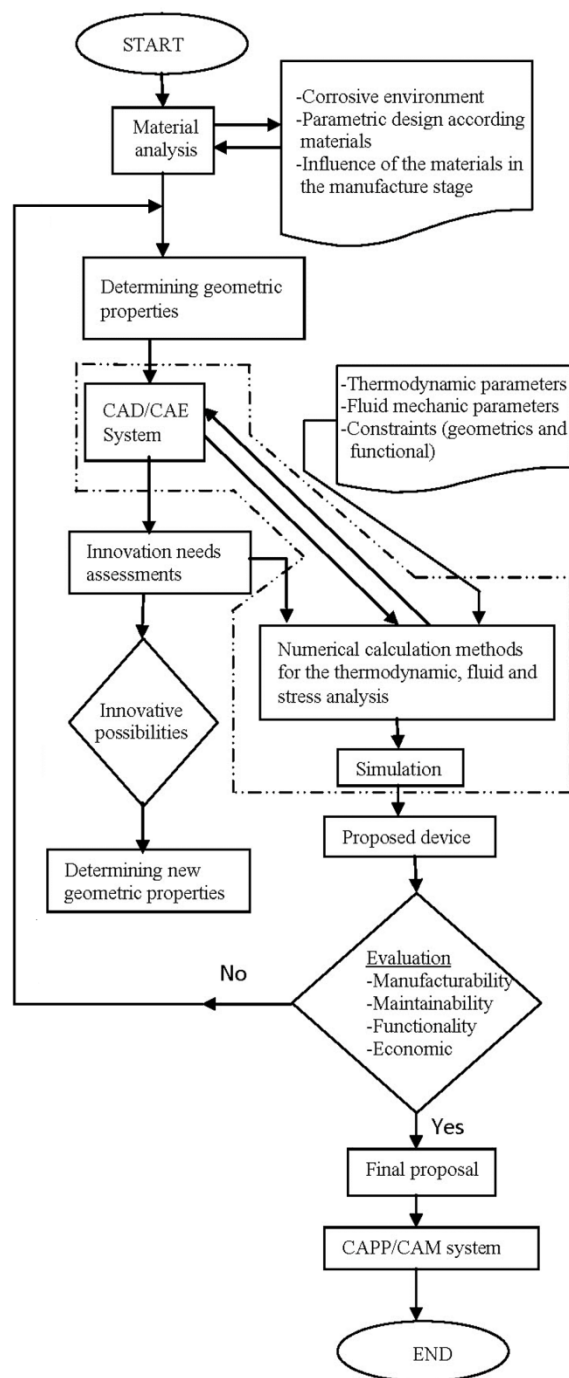 START
Material
analysis
-Corrosive environment
-Parametric design according
materials
-Influence of the materials in
the manufacture stage
Determining geometric
properties
CAD/CAE
System
-Thermodynamic parameters
-Fluid mechanic parameters
-Constraints (geometrics and
functional)
Innovation needs
assessments
Numerical calculation methods
for the thermodynamic, fluid and
stress analysis
Innovative
possibilities
Simulation
Proposed device
Determining new
geometric properties
Evaluation
-Manufacturability
-Maintainability
-Functionality
-Economic
No
Yes
Final proposal
CAPP/CAM system
END